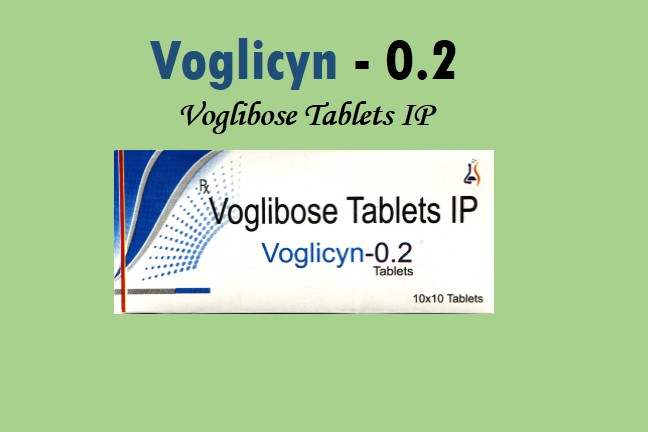 Voglicyn - 0.2
Voglibose Tablets IP
Rx
Voglibose Tablets IP
Voglicyn-0.2
Tablets
10x10 Tablets